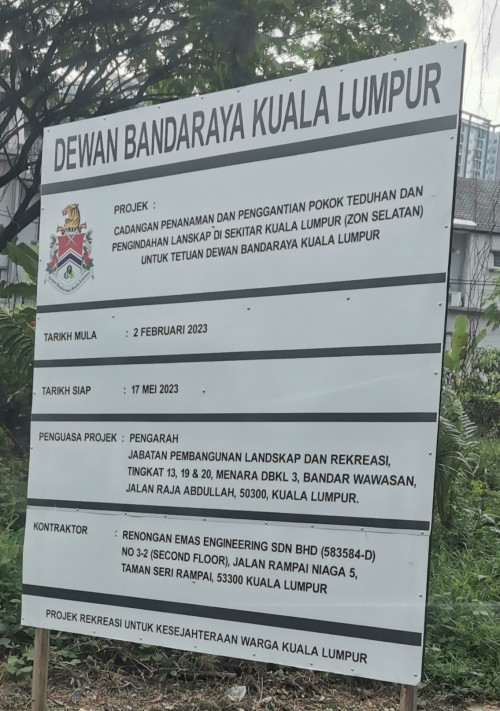 DEWAN BANDARAYA KUALA LUMPUR
PROJEK :
CADANGAN PENANAMAN DAN PENGGANTIAN POKOK TEDUHAN DAN
PENGINDAHAN LANSKAP DI SEKITAR KUALA LUMPUR (ZON SELATAN)
UNTUK TETUAN DEWAN BANDARAYA KUALA LUMPUR
TARIKH MULA : 2 FEBRUARI 2023
TARIKH SIAP : 17 MEI 2023
PENGUASA PROJEK : PENGARAH
JABATAN PEMBANGUNAN LANDSKAP DAN REKREASI,
TINGKAT 13, 19 & 20, MENARA DBKL 3, BANDAR WAWASAN,
JALAN RAJA ABDULLAH, 50300, KUALA LUMPUR.
KONTRAKTOR : RENONGAN EMAS ENGINEERING SDN BHD (583584-D)
NO 3-2 (SECOND FLOOR), JALAN RAMPAI NIAGA 5,
TAMAN SERI RAMPAI, 53300 KUALA LUMPUR
PROJEK REKREASI UNTUK KESEJAHTERAAN WARGA KUALA LUMPUR